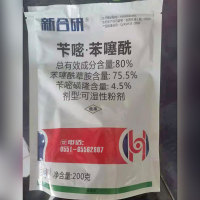 新合研
苄嘧·苯噻酰
总有效成分含量:80%
苯噻酰草胺含量:75.5%
苄嘧磺隆含量:4.5%
剂型:可湿性粉剂
净含量:200克